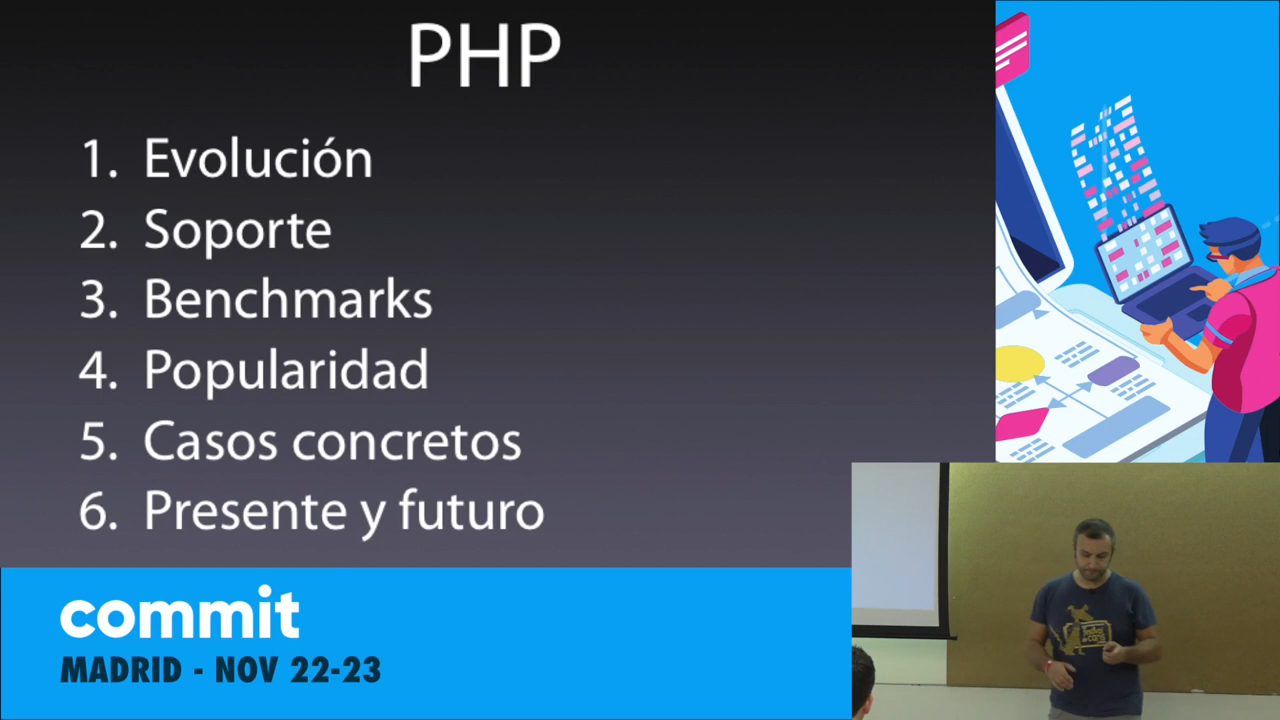 PHP
1. Evolución
2. Soporte
3. Benchmarks
4. Popularidad
5. Casos concretos
6. Presente y futuro
commit
MADRID - NOV 22-23